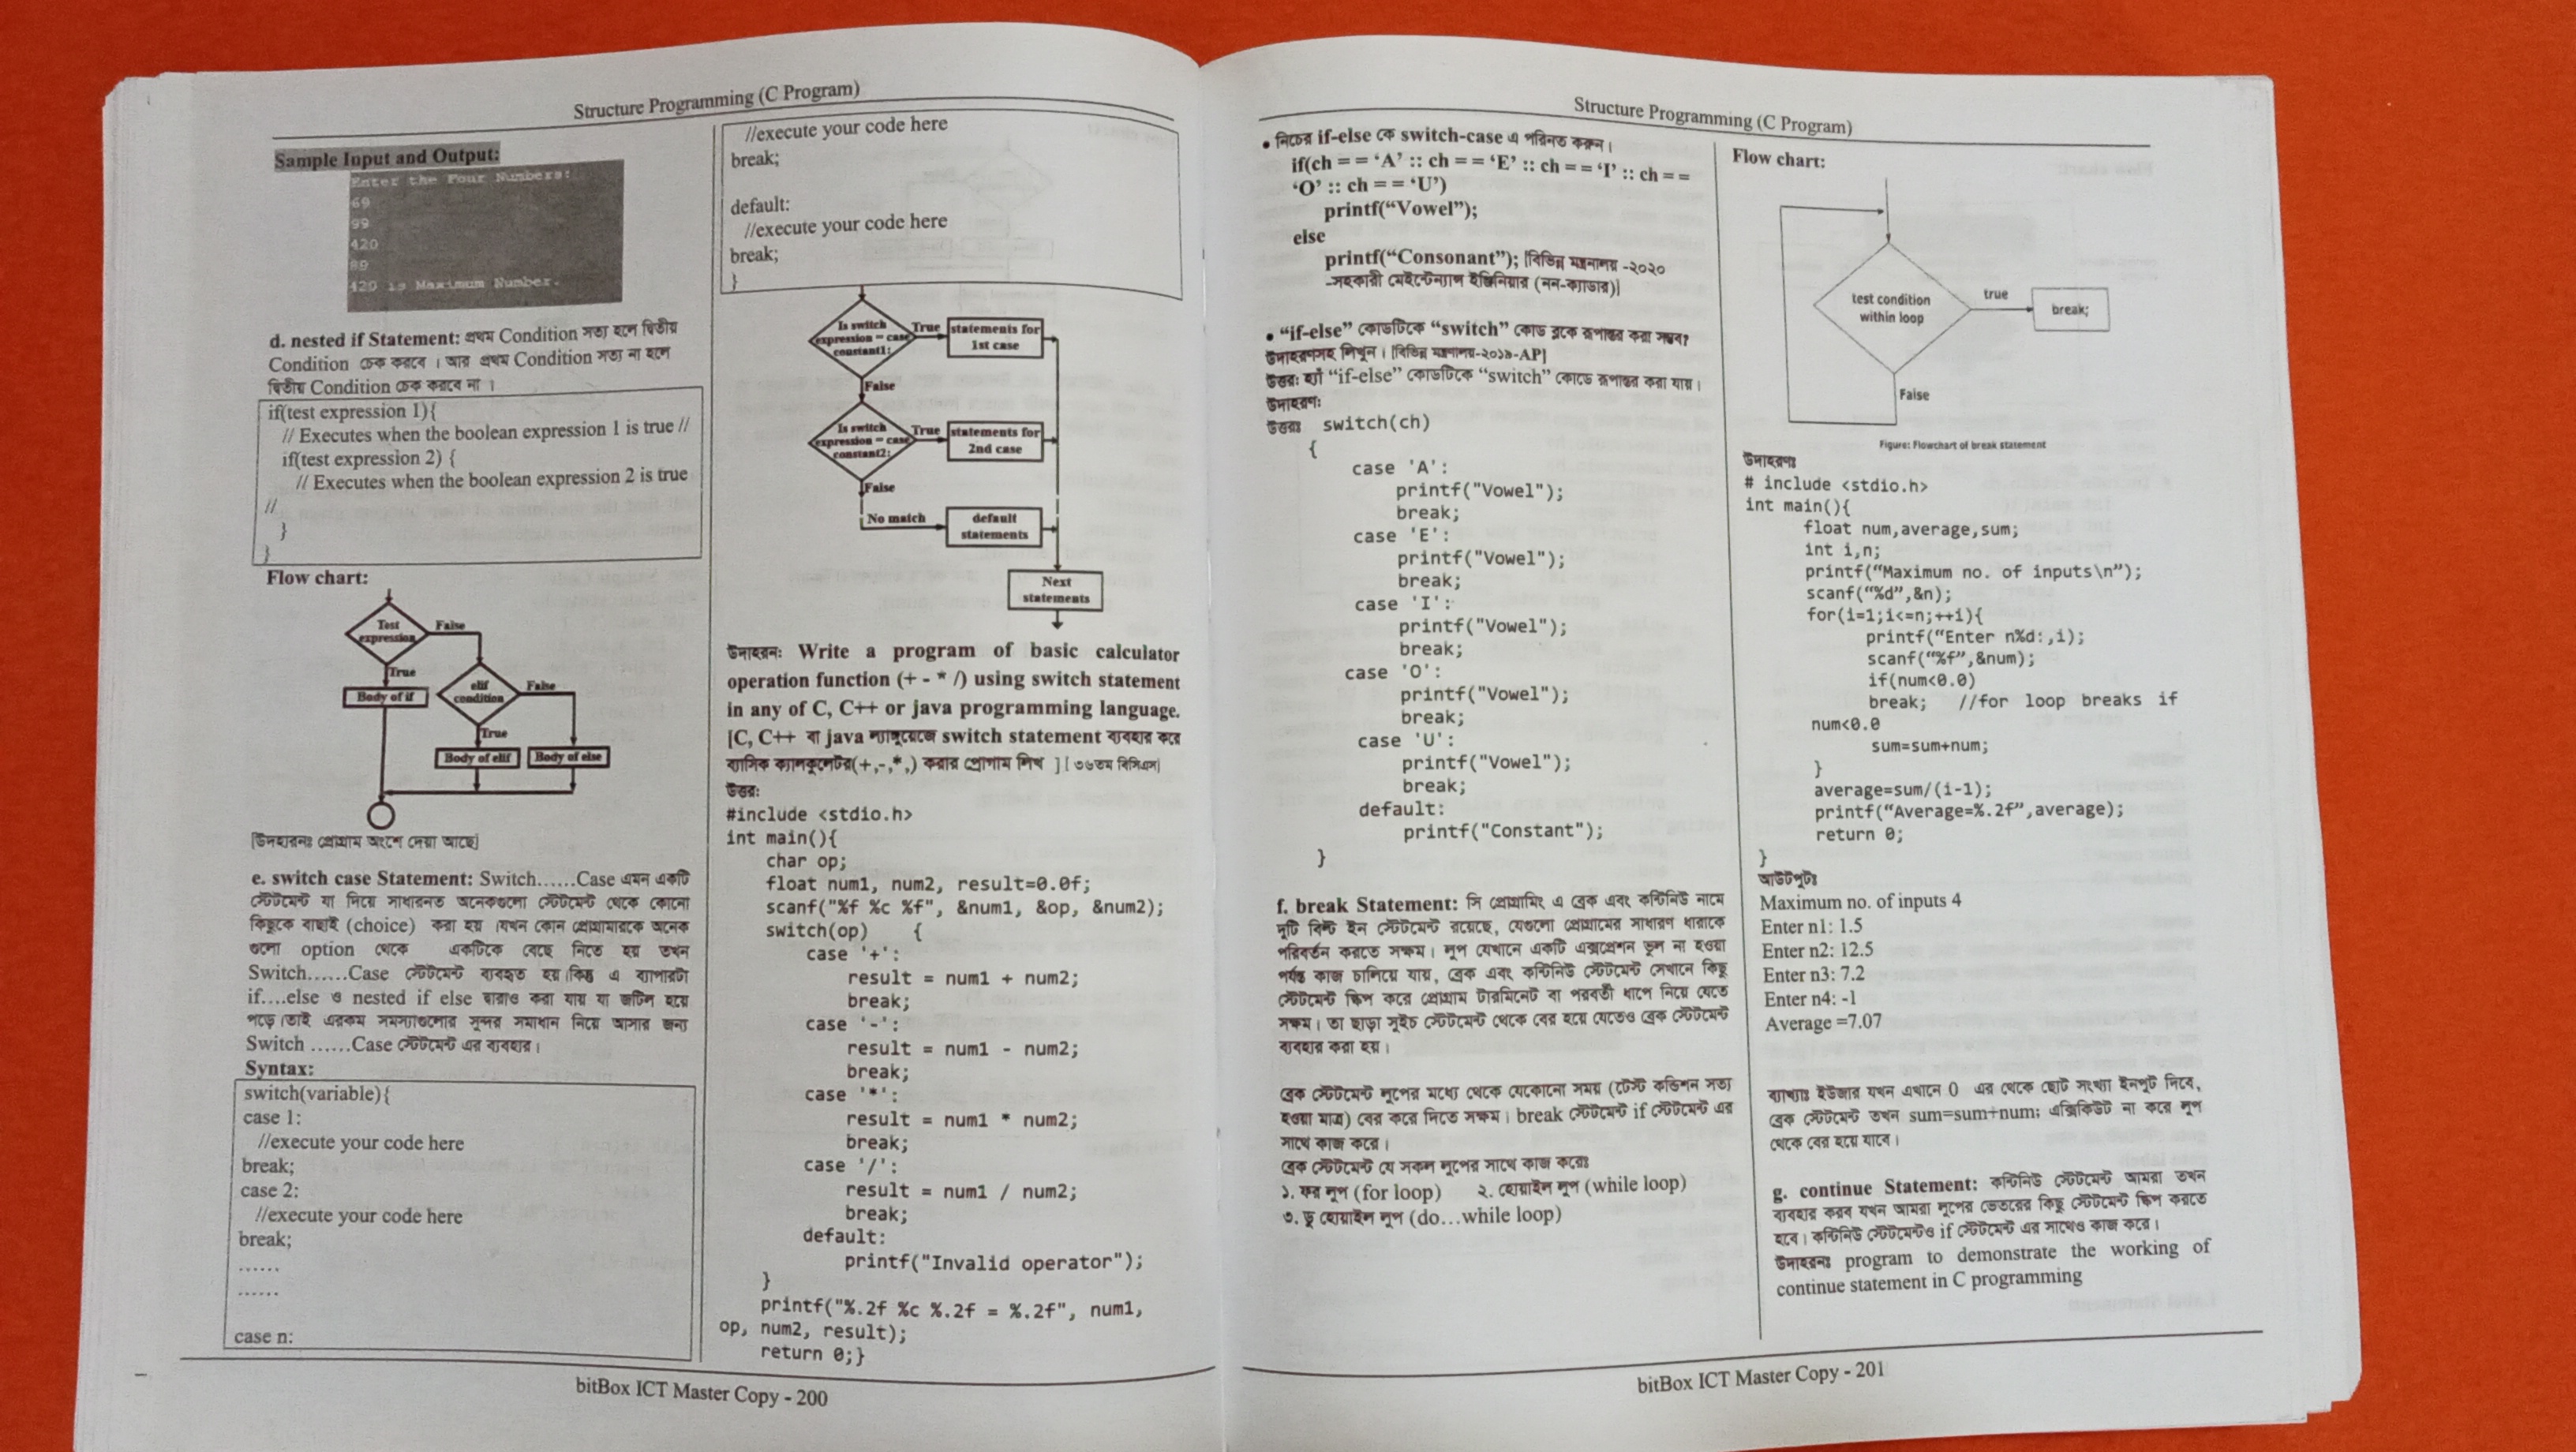 Structure Programming (C Program)
Sample Input and Output:
Enter the Four Numbers:
69
99
420
89
420 is Maximum Number.
d. nested if Statement: প্রথম Condition সত্য হলে দ্বিতীয়
Condition চেক করবে । আর প্রথম Condition সত্য না হলে
দ্বিতীয় Condition চেক করবে না ।
if(test expression 1){
// Executes when the boolean expression 1 is true //
if(test expression 2) {
// Executes when the boolean expression 2 is true
//
}
}
Flow chart:
Test
expression
False
True
Body of if
elif
condition
False
True
Body of elif
Body of else
[উদাহরনঃ প্রোগ্রাম অংশে দেয়া আছে]
e. switch case Statement: Switch......Case এমন একটি
স্টেটমেন্ট যা দিয়ে সাধারনত অনেকগুলো স্টেটমেন্ট থেকে কোনো
কিছুকে বাছাই (choice) করা হয় ।যখন কোন প্রোগ্রামারকে অনেক
গুলো option থেকে একটিকে বেছে নিতে হয় তখন
Switch......Case স্টেটমেন্ট ব্যবহৃত হয়।কিন্তু এ ব্যাপারটা
if....else ও nested if else দ্বারাও করা যায় যা জটিল হয়ে
পড়ে।তাই এরকম সমস্যাগুলোর সুন্দর সমাধান নিয়ে আসার জন্য
Switch ......Case স্টেটমেন্ট এর ব্যবহার।
Syntax:
switch(variable){
case 1:
//execute your code here
break;
case 2:
//execute your code here
break;
......
......
case n:
//execute your code here
break;
default:
//execute your code here
break;
}
Is switch
expression = case
constant1:
True
statements for
1st case
False
Is switch
expression = case
constant2:
True
statements for
2nd case
False
No match
default
statements
Next
statements
উদাহরন: Write a program of basic calculator
operation function (+ - * /) using switch statement
in any of C, C++ or java programming language.
[C, C++ বা java ল্যাঙ্গুয়েজে switch statement ব্যবহার করে
ব্যাসিক ক্যালকুলেটর(+,-,*,) করার প্রোগাম লিখ ] [ ৩৬তম বিসিএস]
উত্তর:
#include <stdio.h>
int main(){
char op;
float num1, num2, result=0.0f;
scanf("%f %c %f", &num1, &op, &num2);
switch(op) {
case '+':
result = num1 + num2;
break;
case '-':
result = num1 - num2;
break;
case '*':
result = num1 * num2;
break;
case '/':
result = num1 / num2;
break;
default:
printf("Invalid operator");
}
printf("%.2f %c %.2f = %.2f", num1,
op, num2, result);
return 0;}
bitBox ICT Master Copy - 200
Structure Programming (C Program)
• নিচের if-else কে switch-case এ পরিনত করুন।
if(ch = = ‘A’ :: ch = = ‘E’ :: ch = = ‘I’ :: ch = =
‘O’ :: ch = = ‘U’)
printf(“Vowel”);
else
printf(“Consonant”); [বিভিন্ন মন্ত্রনালয় -২০২০
-সহকারী মেইন্টেন্যান্স ইঞ্জিনিয়ার (নন-ক্যাডার)]
• “if-else” কোডটিকে “switch” কোড ব্লকে রূপান্তর করা সম্ভব?
উদাহরণসহ লিখুন। [বিভিন্ন মন্ত্রণালয়-২০১৯-AP]
উত্তর: হ্যাঁ “if-else” কোডটিকে “switch” কোডে রূপান্তর করা যায়।
উদাহরণ:
উত্তরঃ switch(ch)
{
case 'A':
printf("Vowel");
break;
case 'E':
printf("Vowel");
break;
case 'I':
printf("Vowel");
break;
case 'O':
printf("Vowel");
break;
case 'U':
printf("Vowel");
break;
default:
printf("Constant");
}
f. break Statement: সি প্রোগ্রামিং এ ব্রেক এবং কন্টিনিউ নামে
দুটি বিল্ট ইন স্টেটমেন্ট রয়েছে, যেগুলো প্রোগ্রামের সাধারণ ধারাকে
পরিবর্তন করতে সক্ষম। লুপ যেখানে একটি এক্সপ্রেশন ভুল না হওয়া
পর্যন্ত কাজ চালিয়ে যায়, ব্রেক এবং কন্টিনিউ স্টেটমেন্ট সেখানে কিছু
স্টেটমেন্ট স্কিপ করে প্রোগ্রাম টারমিনেট বা পরবর্তী ধাপে নিয়ে যেতে
সক্ষম। তা ছাড়া সুইচ স্টেটমেন্ট থেকে বের হয়ে যেতেও ব্রেক স্টেটমেন্ট
ব্যবহার করা হয়।
ব্রেক স্টেটমেন্ট লুপের মধ্যে থেকে যেকোনো সময় (টেস্ট কন্ডিশন সত্য
হওয়া মাত্র) বের করে দিতে সক্ষম। break স্টেটমেন্ট if স্টেটমেন্ট এর
সাথে কাজ করে।
ব্রেক স্টেটমেন্ট যে সকল লুপের সাথে কাজ করেঃ
১. ফর লুপ (for loop) ২. হোয়াইল লুপ (while loop)
৩. ডু হোয়াইল লুপ (do…while loop)
Flow chart:
test condition
within loop
true
break;
False
Figure: Flowchart of break statement
উদাহরণঃ
# include <stdio.h>
int main(){
float num,average,sum;
int i,n;
printf(“Maximum no. of inputs\n”);
scanf(“%d”,&n);
for(i=1;i<=n;++i){
printf(“Enter n%d:,i);
scanf(“%f”,&num);
if(num<0.0)
break; //for loop breaks if
num<0.0
sum=sum+num;
}
average=sum/(i-1);
printf(“Average=%.2f”,average);
return 0;
}
আউটপুটঃ
Maximum no. of inputs 4
Enter n1: 1.5
Enter n2: 12.5
Enter n3: 7.2
Enter n4: -1
Average =7.07
ব্যাখ্যাঃ ইউজার যখন এখানে 0 এর থেকে ছোট সংখ্যা ইনপুট দিবে,
ব্রেক স্টেটমেন্ট তখন sum=sum+num; এক্সিকিউট না করে লুপ
থেকে বের হয়ে যাবে।
g. continue Statement: কন্টিনিউ স্টেটমেন্ট আমরা তখন
ব্যবহার করব যখন আমরা লুপের ভেতরের কিছু স্টেটমেন্ট স্কিপ করতে
হবে। কন্টিনিউ স্টেটমেন্টও if স্টেটমেন্ট এর সাথেও কাজ করে।
উদাহরনঃ program to demonstrate the working of
continue statement in C programming
bitBox ICT Master Copy - 201